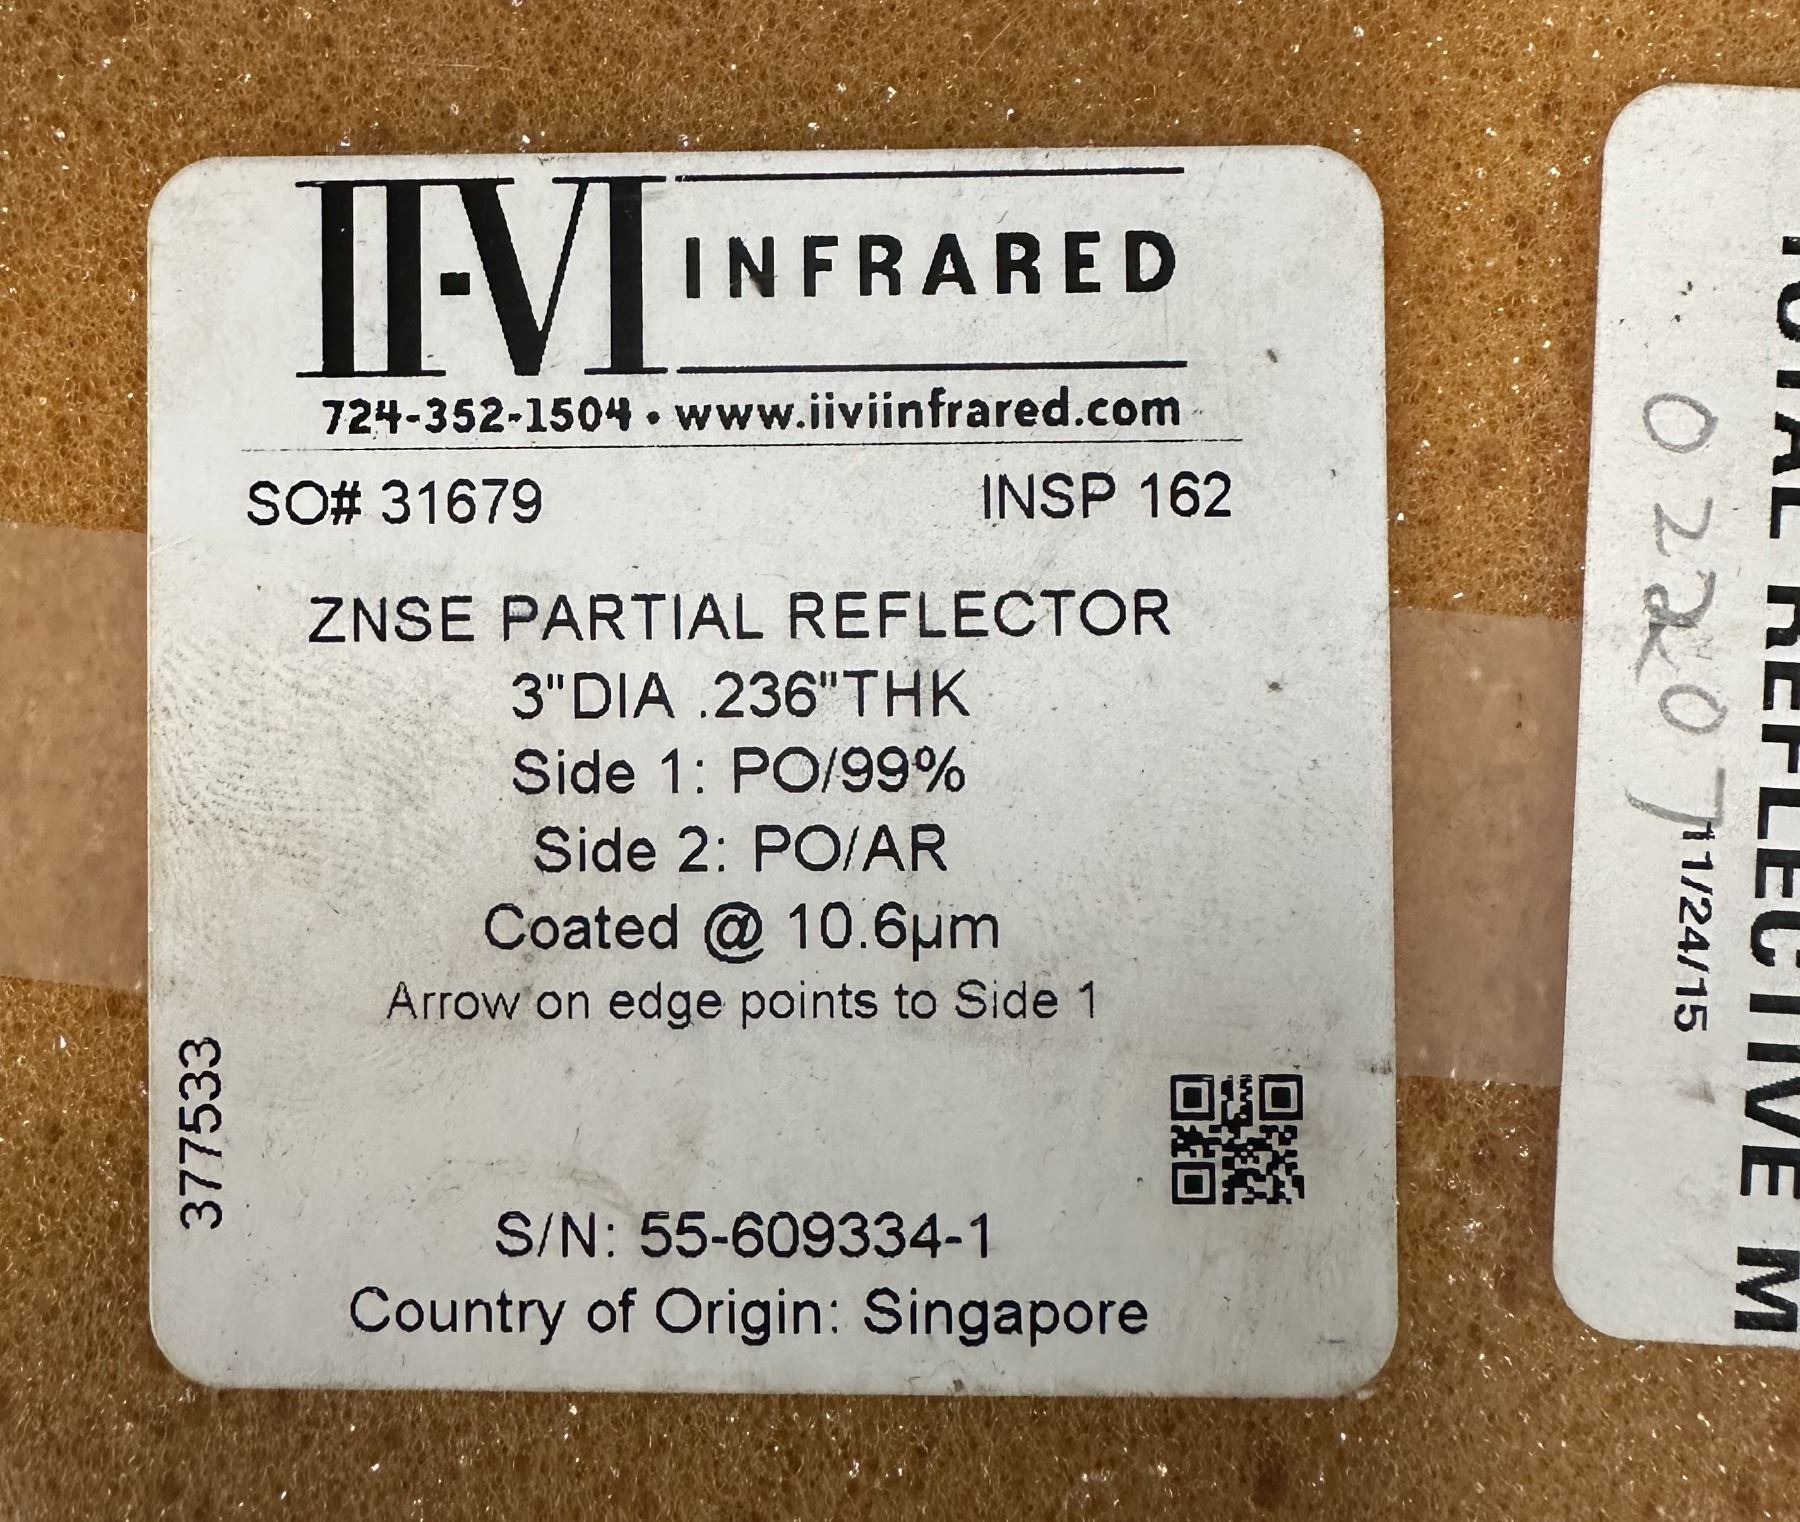 II-VI INFRARED
724-352-1504 • www.iiviinfrared.com
SO# 31679 INSP 162
ZNSE PARTIAL REFLECTOR
3"DIA .236"THK
Side 1: PO/99%
Side 2: PO/AR
Coated @ 10.6µm
Arrow on edge points to Side 1
377533
S/N: 55-609334-1
Country of Origin: Singapore
TOTAL REFLECTIVE M
11/24/15